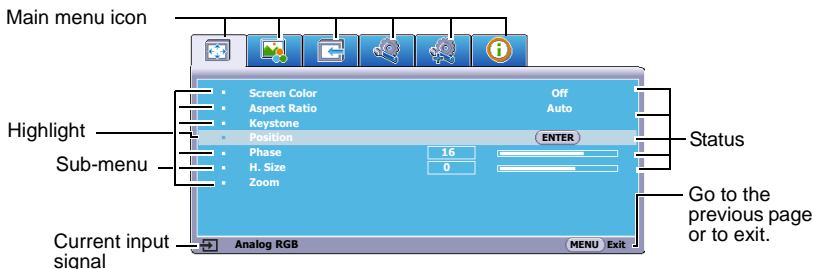 Main menu icon
Screen Color Off
Aspect Ratio Auto
Keystone
Highlight
Position ENTER
Status
Phase 16
Sub-menu
H. Size 0
Zoom
Go to the
previous page
or to exit.
Current input
signal
Analog RGB MENU Exit